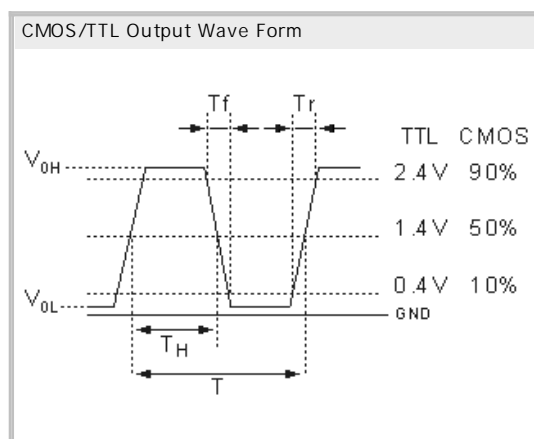 CMOS/TTL Output Wave Form
Tf Tr
TTL CMOS
V0H 2.4V 90%
1.4V 50%
0.4V 10%
V0L GND
TH
T